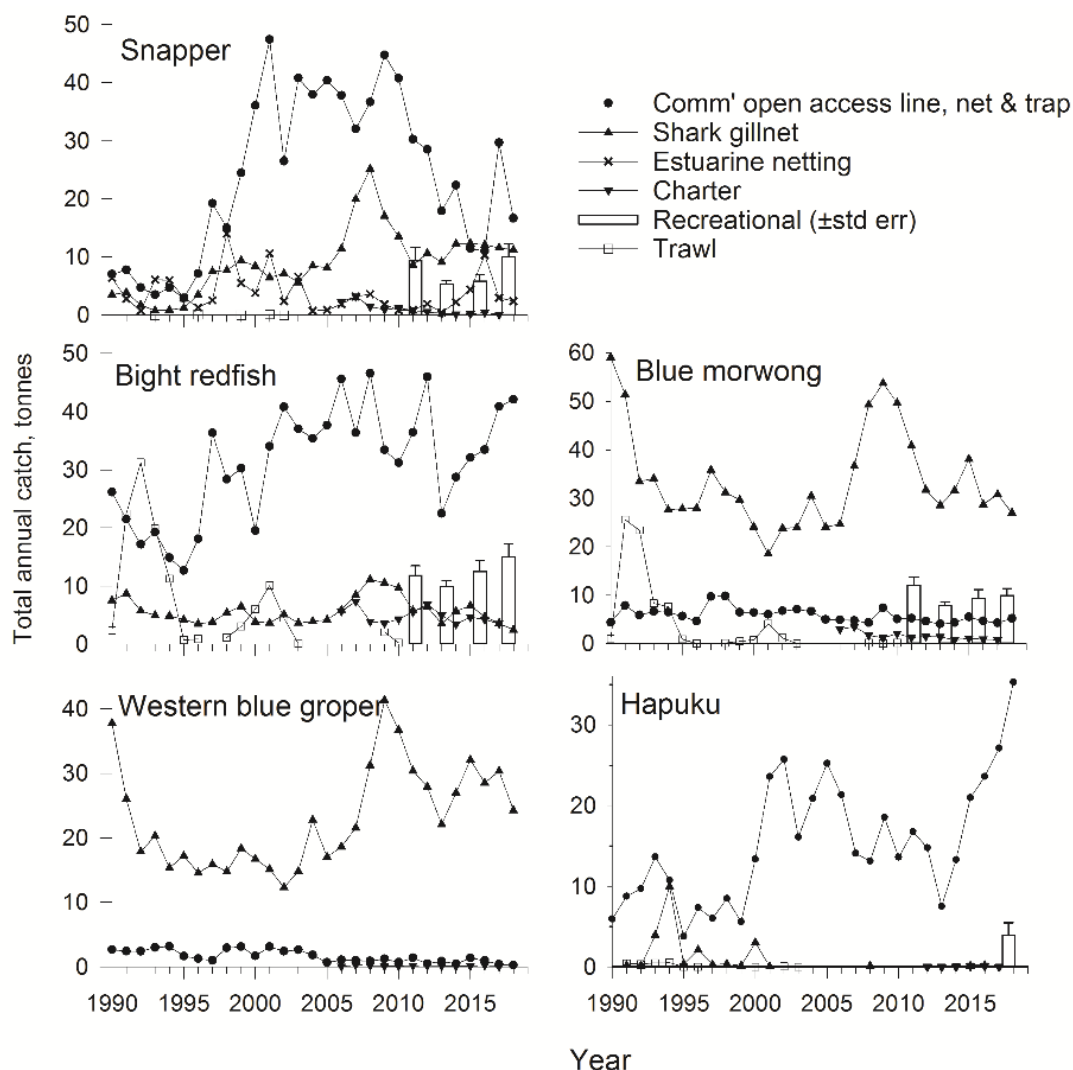 50
Snapper
40
30
20
10
0
Comm' open access line, net & trap
Shark gillnet
Estuarine netting
Charter
Recreational (±std err)
Trawl
Total annual catch, tonnes
50
Bight redfish
40
30
20
10
0
60
Blue morwong
50
40
30
20
10
0
Western blue groper
40
30
20
10
0
1990 1995 2000 2005 2010 2015
Hapuku
30
20
10
0
1990 1995 2000 2005 2010 2015
Year